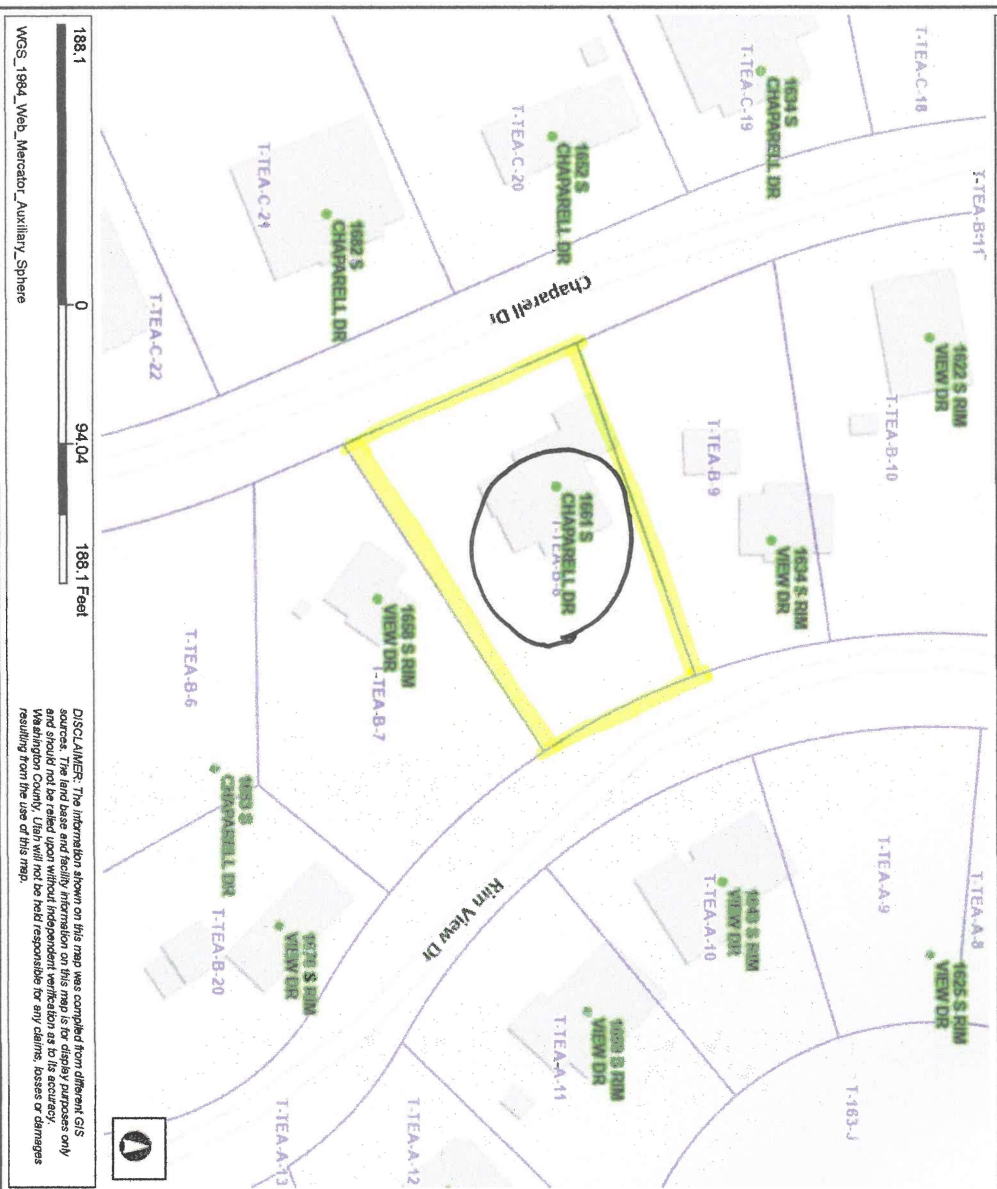 T-TEA-C-18
T-TEA-B-11
1622 S RIM
VIEW DR
T-TEA-B-10
T-TEA-A-8
1625 S RIM
VIEW DR
T-163-J
1634 S
CHAPARELL DR
T-TEA-C-19
T-TEA-B-9
1634 S RIM
VIEW DR
T-TEA-A-9
1643 S RIM
VIEW DR
T-TEA-A-10
1652 S
CHAPARELL DR
T-TEA-C-20
Chaparell Dr
1661 S
CHAPARELL DR
T-TEA-B-8
VIEW DR
T-TEA-A-11
1682 S
CHAPARELL DR
T-TEA-C-21
1658 S RIM
VIEW DR
T-TEA-B-7
Rim View Dr
T-TEA-A-12
T-TEA-C-22
T-TEA-B-6
CHAPARELL DR
VIEW DR
T-TEA-B-20
T-TEA-A-13
188.1 0 94.04 188.1 Feet
WGS_1984_Web_Mercator_Auxiliary_Sphere
DISCLAIMER: The information shown on this map was compiled from different GIS
sources. The land base and facility information on this map is for display purposes only
and should not be relied upon without independent verification as to its accuracy.
Washington County, Utah will not be held responsible for any claims, losses or damages
resulting from the use of this map.